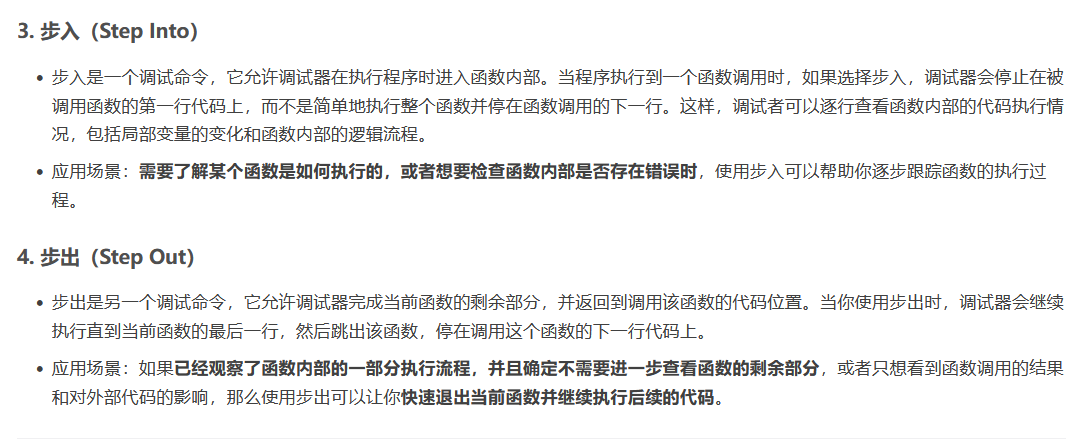 3. 步入（Step Into）
步入是一个调试命令，它允许调试器在执行程序时进入函数内部。当程序执行到一个函数调用时，如果选择步入，调试器会停止在被
调用函数的第一行代码上，而不是简单地执行整个函数并停在函数调用的下一行。这样，调试者可以逐行查看函数内部的代码执行情
况，包括局部变量的变化和函数内部的逻辑流程。
应用场景：需要了解某个函数是如何执行的，或者想要检查函数内部是否存在错误时，使用步入可以帮助你逐步跟踪函数的执行过
程。
4. 步出（Step Out）
步出是另一个调试命令，它允许调试器完成当前函数的剩余部分，并返回到调用该函数的代码位置。当你使用步出时，调试器会继续
执行直到当前函数的最后一行，然后跳出该函数，停在调用这个函数的下一行代码上。
应用场景：如果已经观察了函数内部的一部分执行流程，并且确定不需要进一步查看函数的剩余部分，或者只想看到函数调用的结果
和对外部代码的影响，那么使用步出可以让你快速退出当前函数并继续执行后续的代码。